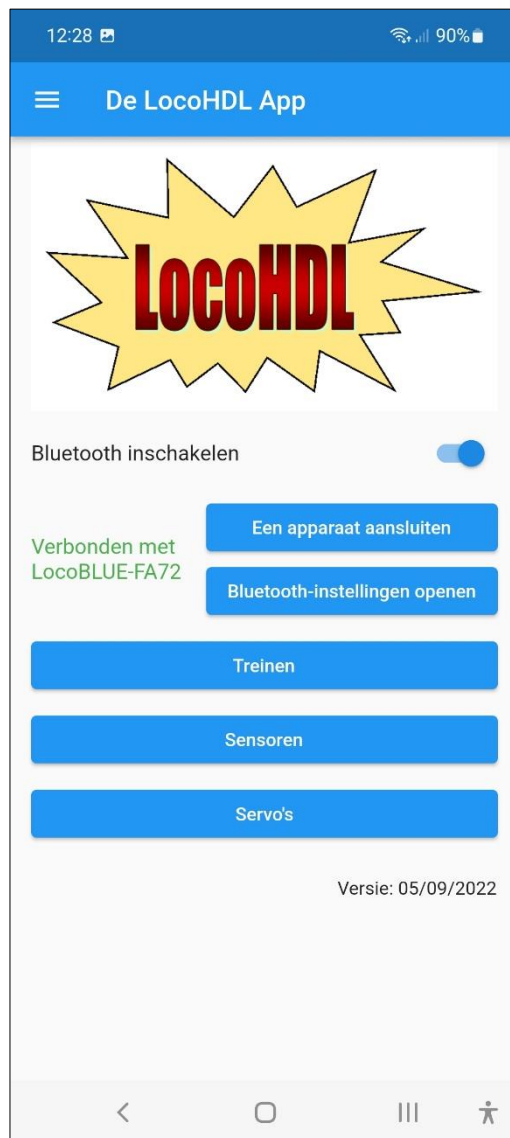 12:28 90%
De LocoHDL App
LocoHDL
Bluetooth inschakelen
Een apparaat aansluiten
Verbonden met
LocoBLUE-FA72
Bluetooth-instellingen openen
Treinen
Sensoren
Servo's
Versie: 05/09/2022